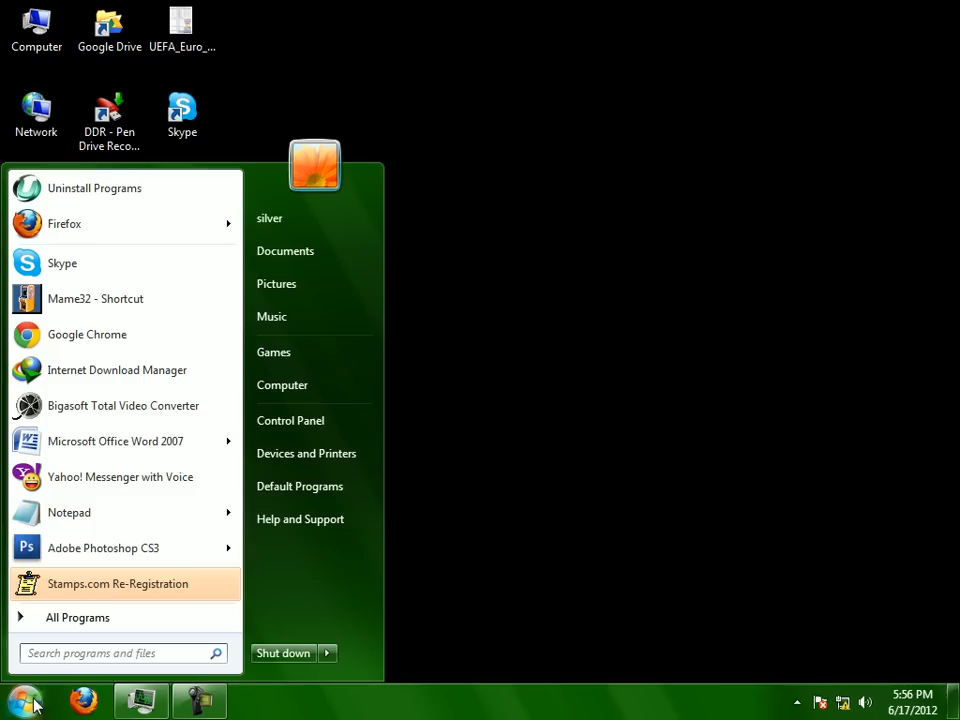 Computer
Google Drive
UEFA_Euro_...
Network
DDR - Pen
Drive Reco...
Skype
Uninstall Programs
Firefox
Skype
Mame32 - Shortcut
Google Chrome
Internet Download Manager
Bigasoft Total Video Converter
Microsoft Office Word 2007
Yahoo! Messenger with Voice
Notepad
Ps
Adobe Photoshop CS3
Stamps.com Re-Registration
All Programs
Search programs and files
silver
Documents
Pictures
Music
Games
Computer
Control Panel
Devices and Printers
Default Programs
Help and Support
Shut down
5:56 PM
6/17/2012